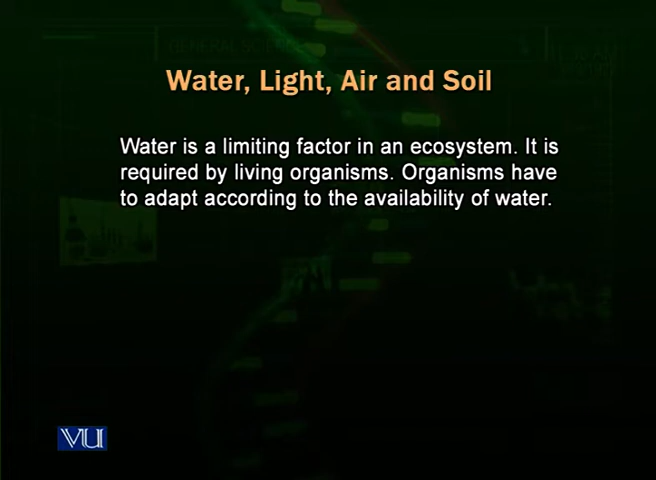 Water, Light, Air and Soil
Water is a limiting factor in an ecosystem. It is
required by living organisms. Organisms have
to adapt according to the availability of water.
VU